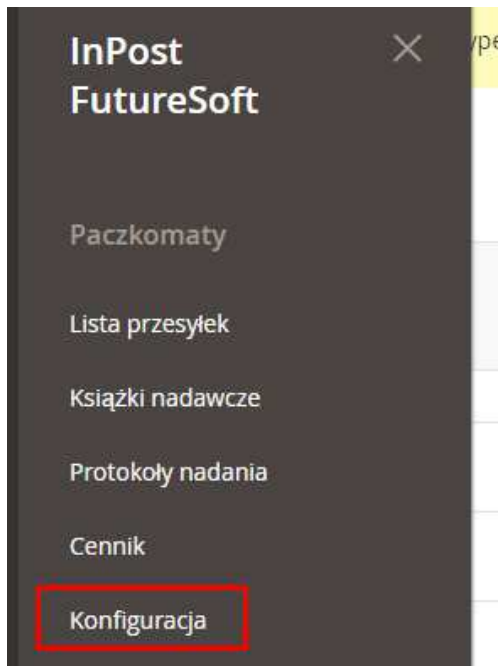 InPost
FutureSoft
Paczkomaty
Lista przesyłek
Książki nadawcze
Protokoły nadania
Cennik
Konfiguracja